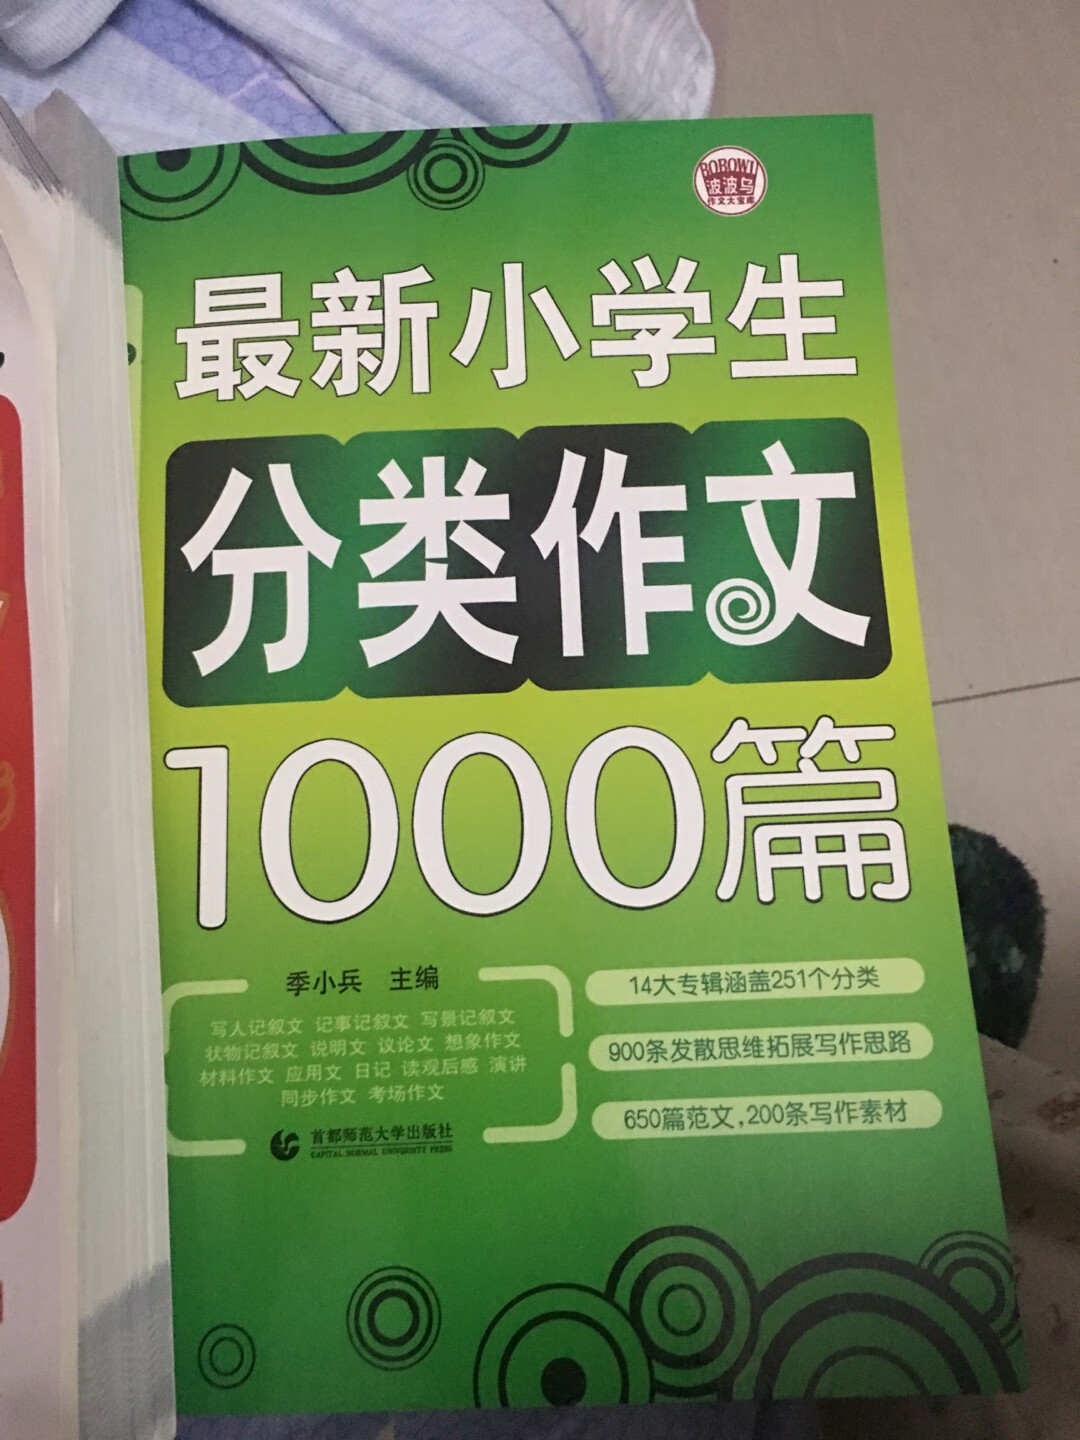 BOBOWU
波波乌
作文大宝库
最新小学生
分类作文
1000篇
季小兵 主编
写人记叙文 记事记叙文 写景记叙文
状物记叙文 说明文 议论文 想象作文
材料作文 应用文 日记 读观后感 演讲
同步作文 考场作文
首都师范大学出版社
CAPITAL NORMAL UNIVERSITY PRESS
14大专辑涵盖251个分类
900条发散思维拓展写作思路
650篇范文,200条写作素材